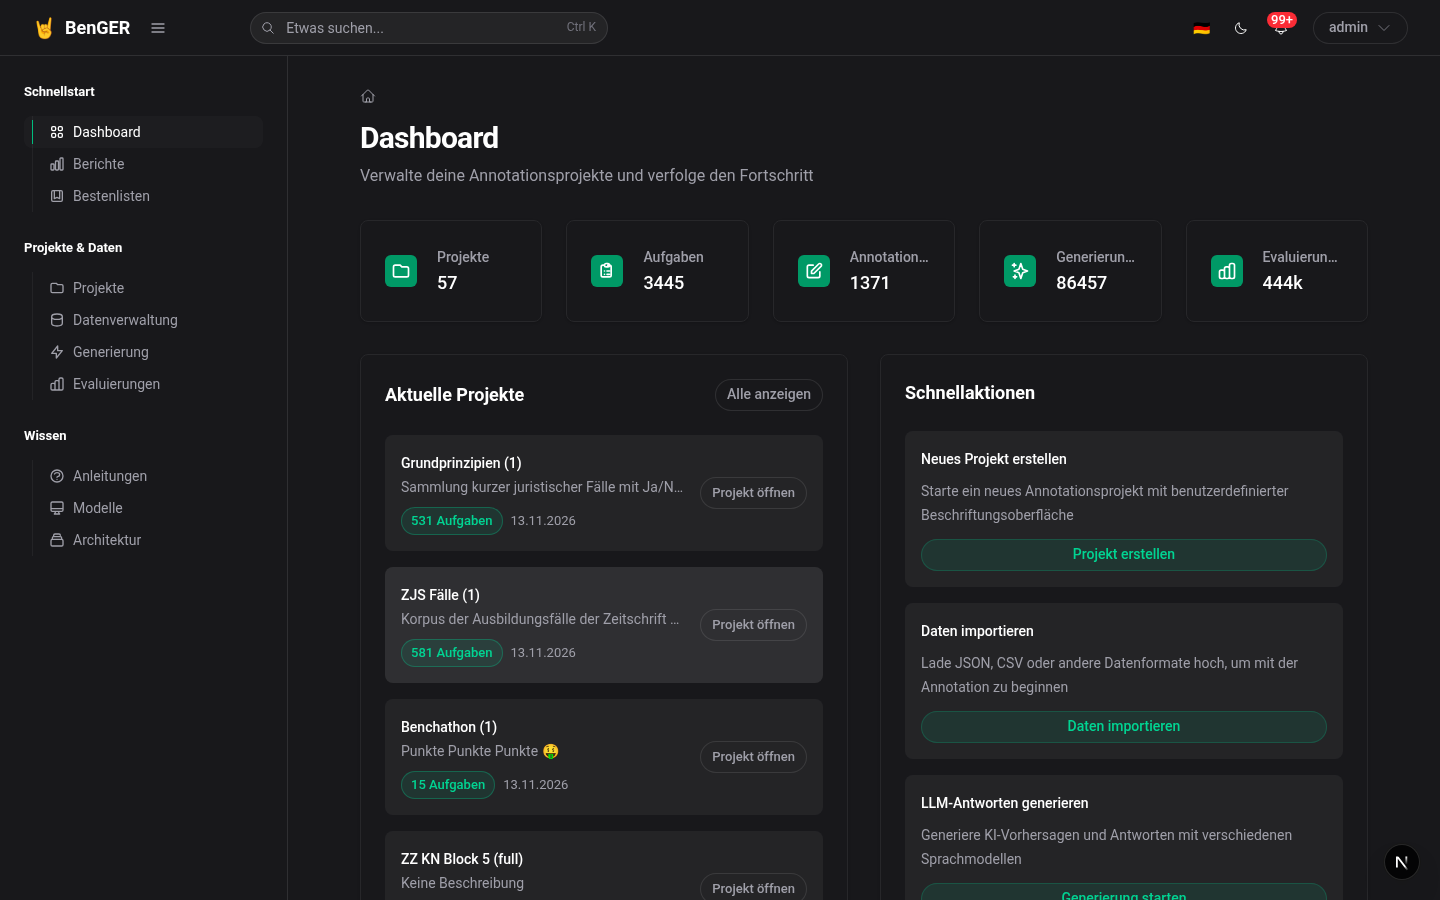 🤘 BenGER
Etwas suchen...
Ctrl K
🇩🇪
99+
admin
Schnellstart
Dashboard
Berichte
Bestenlisten
Projekte & Daten
Projekte
Datenverwaltung
Generierung
Evaluierungen
Wissen
Anleitungen
Modelle
Architektur
Dashboard
Verwalte deine Annotationsprojekte und verfolge den Fortschritt
Projekte
57
Aufgaben
3445
Annotation...
1371
Generierun...
86457
Evaluierun...
444k
Aktuelle Projekte
Alle anzeigen
Grundprinzipien (1)
Sammlung kurzer juristischer Fälle mit Ja/N...
531 Aufgaben 13.11.2026
Projekt öffnen
ZJS Fälle (1)
Korpus der Ausbildungsfälle der Zeitschrift ...
581 Aufgaben 13.11.2026
Projekt öffnen
Benchathon (1)
Punkte Punkte Punkte 🤑
15 Aufgaben 13.11.2026
Projekt öffnen
ZZ KN Block 5 (full)
Keine Beschreibung
Projekt öffnen
Schnellaktionen
Neues Projekt erstellen
Starte ein neues Annotationsprojekt mit benutzerdefinierter
Beschriftungsoberfläche
Projekt erstellen
Daten importieren
Lade JSON, CSV oder andere Datenformate hoch, um mit der
Annotation zu beginnen
Daten importieren
LLM-Antworten generieren
Generiere KI-Vorhersagen und Antworten mit verschiedenen
Sprachmodellen
Generierung starten
N